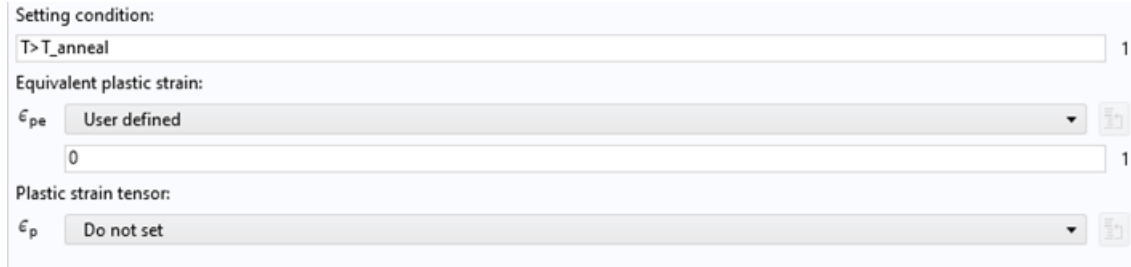 Setting condition:
T>T_anneal 1
Equivalent plastic strain:
ϵpe User defined
0 1
Plastic strain tensor:
ϵp Do not set